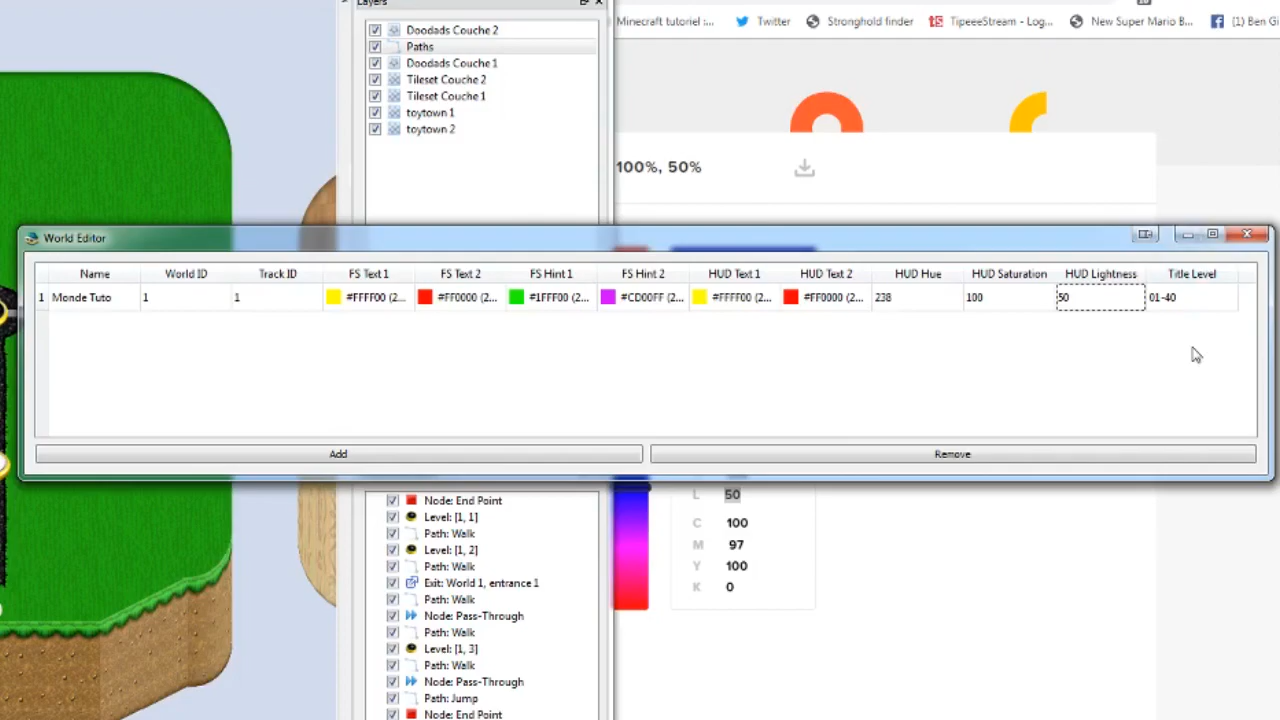 Layers
Minecraft tutoriel :...
Twitter
Stronghold finder
TipeeeStream - Log...
New Super Mario B...
(1) Ben Gi
Doodads Couche 2
Paths
Doodads Couche 1
Tileset Couche 2
Tileset Couche 1
toytown 1
toytown 2
100%, 50%
World Editor
Name World ID Track ID FS Text 1 FS Text 2 FS Hint 1 FS Hint 2 HUD Text 1 HUD Text 2 HUD Hue HUD Saturation HUD Lightness Title Level
1 Monde Tuto 1 1 #FFFF00 (2... #FF0000 (2... #1FFF00 (2... #CD00FF (2... #FFFF00 (2... #FF0000 (2... 238 100 50 01-40
Add Remove
Node: End Point
Level: [1, 1]
Path: Walk
Level: [1, 2]
Path: Walk
Exit: World 1, entrance 1
Path: Walk
Node: Pass-Through
Path: Walk
Level: [1, 3]
Path: Walk
Node: Pass-Through
Path: Jump
Node: End Point
L 50
C 100
M 97
Y 100
K 0